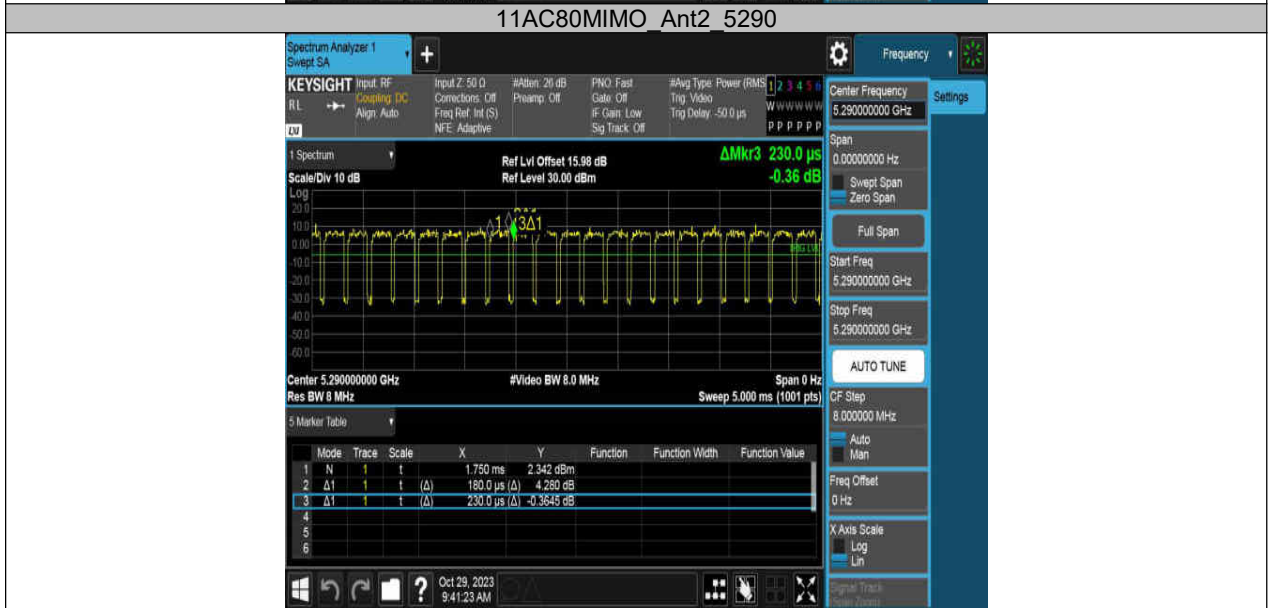 11AC80MIMO_Ant2_5290
Spectrum Analyzer 1
Swept SA
+
Frequency
KEYSIGHT
Input: RF
Input Z: 50 Ω
#Atten: 26 dB
PNO: Fast
#Avg Type: Power (RMS
1 2 3 4 5 6
RL
Coupling: DC
Corrections: Off
Preamp: Off
Gate: Off
Trig: Video
W W W W W W
Align: Auto
Freq Ref: Int (S)
IF Gain: Low
Trig Delay: -50.0 µs
P P P P P P
NFE: Adaptive
Sig Track: Off
LXI
Center Frequency
5.290000000 GHz
Settings
Span
0.00000000 Hz
Swept Span
Zero Span
Full Span
Start Freq
5.290000000 GHz
Stop Freq
5.290000000 GHz
AUTO TUNE
CF Step
8.000000 MHz
Auto
Man
Freq Offset
0 Hz
X Axis Scale
Log
Lin
Signal Track
(Span Zoom)
1 Spectrum
Ref Lvl Offset 15.98 dB
ΔMkr3 230.0 µs
Scale/Div 10 dB
Ref Level 30.00 dBm
-0.36 dB
Log
20.0
10.0
0.00
-10.0
-20.0
-30.0
-40.0
-50.0
-60.0
1
3Δ1
TRIG LVL
Center 5.290000000 GHz
#Video BW 8.0 MHz
Span 0 Hz
Res BW 8 MHz
Sweep 5.000 ms (1001 pts)
5 Marker Table
Mode Trace Scale X Y Function Function Width Function Value
1 N 1 t 1.750 ms 2.342 dBm
2 Δ1 1 t (Δ) 180.0 µs (Δ) 4.280 dB
3 Δ1 1 t (Δ) 230.0 µs (Δ) -0.3645 dB
4
5
6
?
Oct 29, 2023
9:41:23 AM